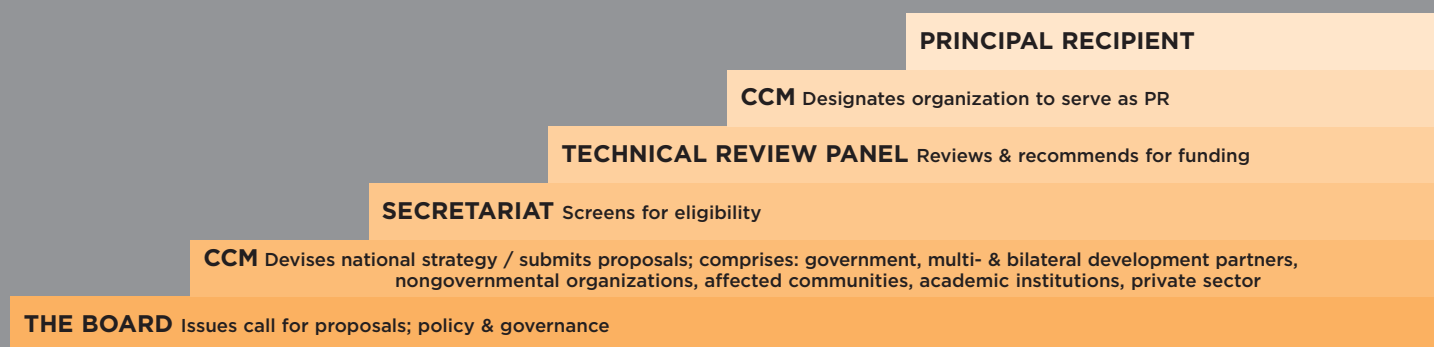 PRINCIPAL RECIPIENT
CCM Designates organization to serve as PR
TECHNICAL REVIEW PANEL Reviews & recommends for funding
SECRETARIAT Screens for eligibility
CCM Devises national strategy / submits proposals; comprises: government, multi- & bilateral development partners,
nongovernmental organizations, affected communities, academic institutions, private sector
THE BOARD Issues call for proposals; policy & governance